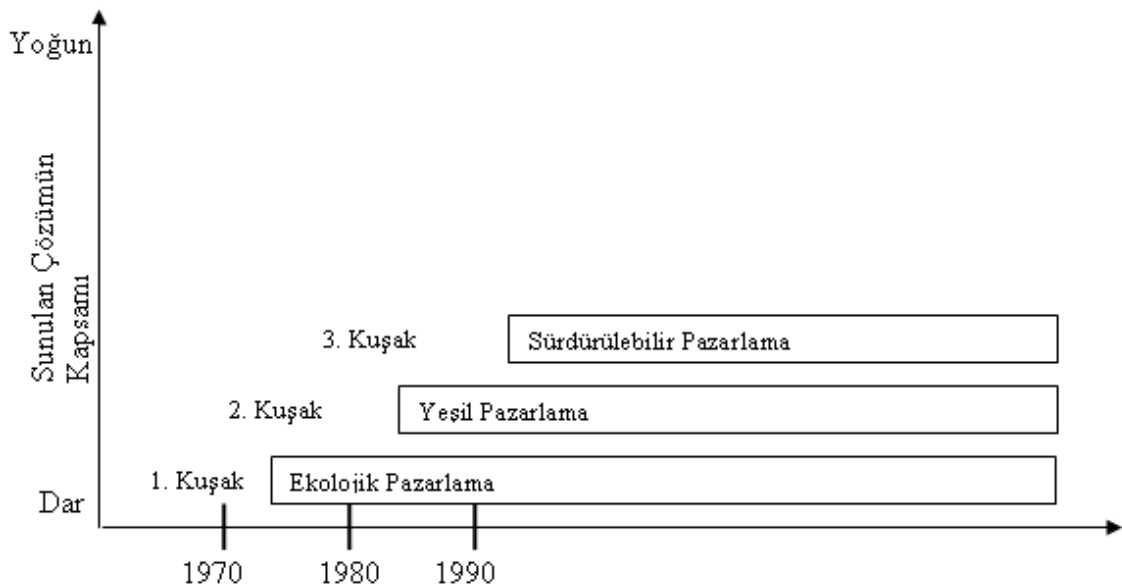 Yoğun
Sunulan Çözümün
Kapsamı
3. Kuşak
Sürdürülebilir Pazarlama
2. Kuşak
Yeşil Pazarlama
1. Kuşak
Ekolojik Pazarlama
Dar
1970
1980
1990